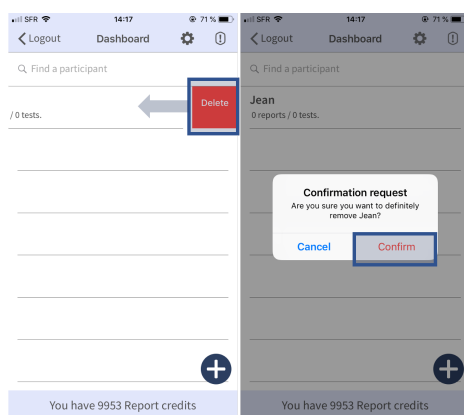 SFR 14:17 71 %
Logout Dashboard
Find a participant
Delete
/ 0 tests.
You have 9953 Report credits
SFR 14:17 71 %
Logout Dashboard
Find a participant
Jean
0 reports / 0 tests.
Confirmation request
Are you sure you want to definitely
remove Jean?
Cancel Confirm
You have 9953 Report credits